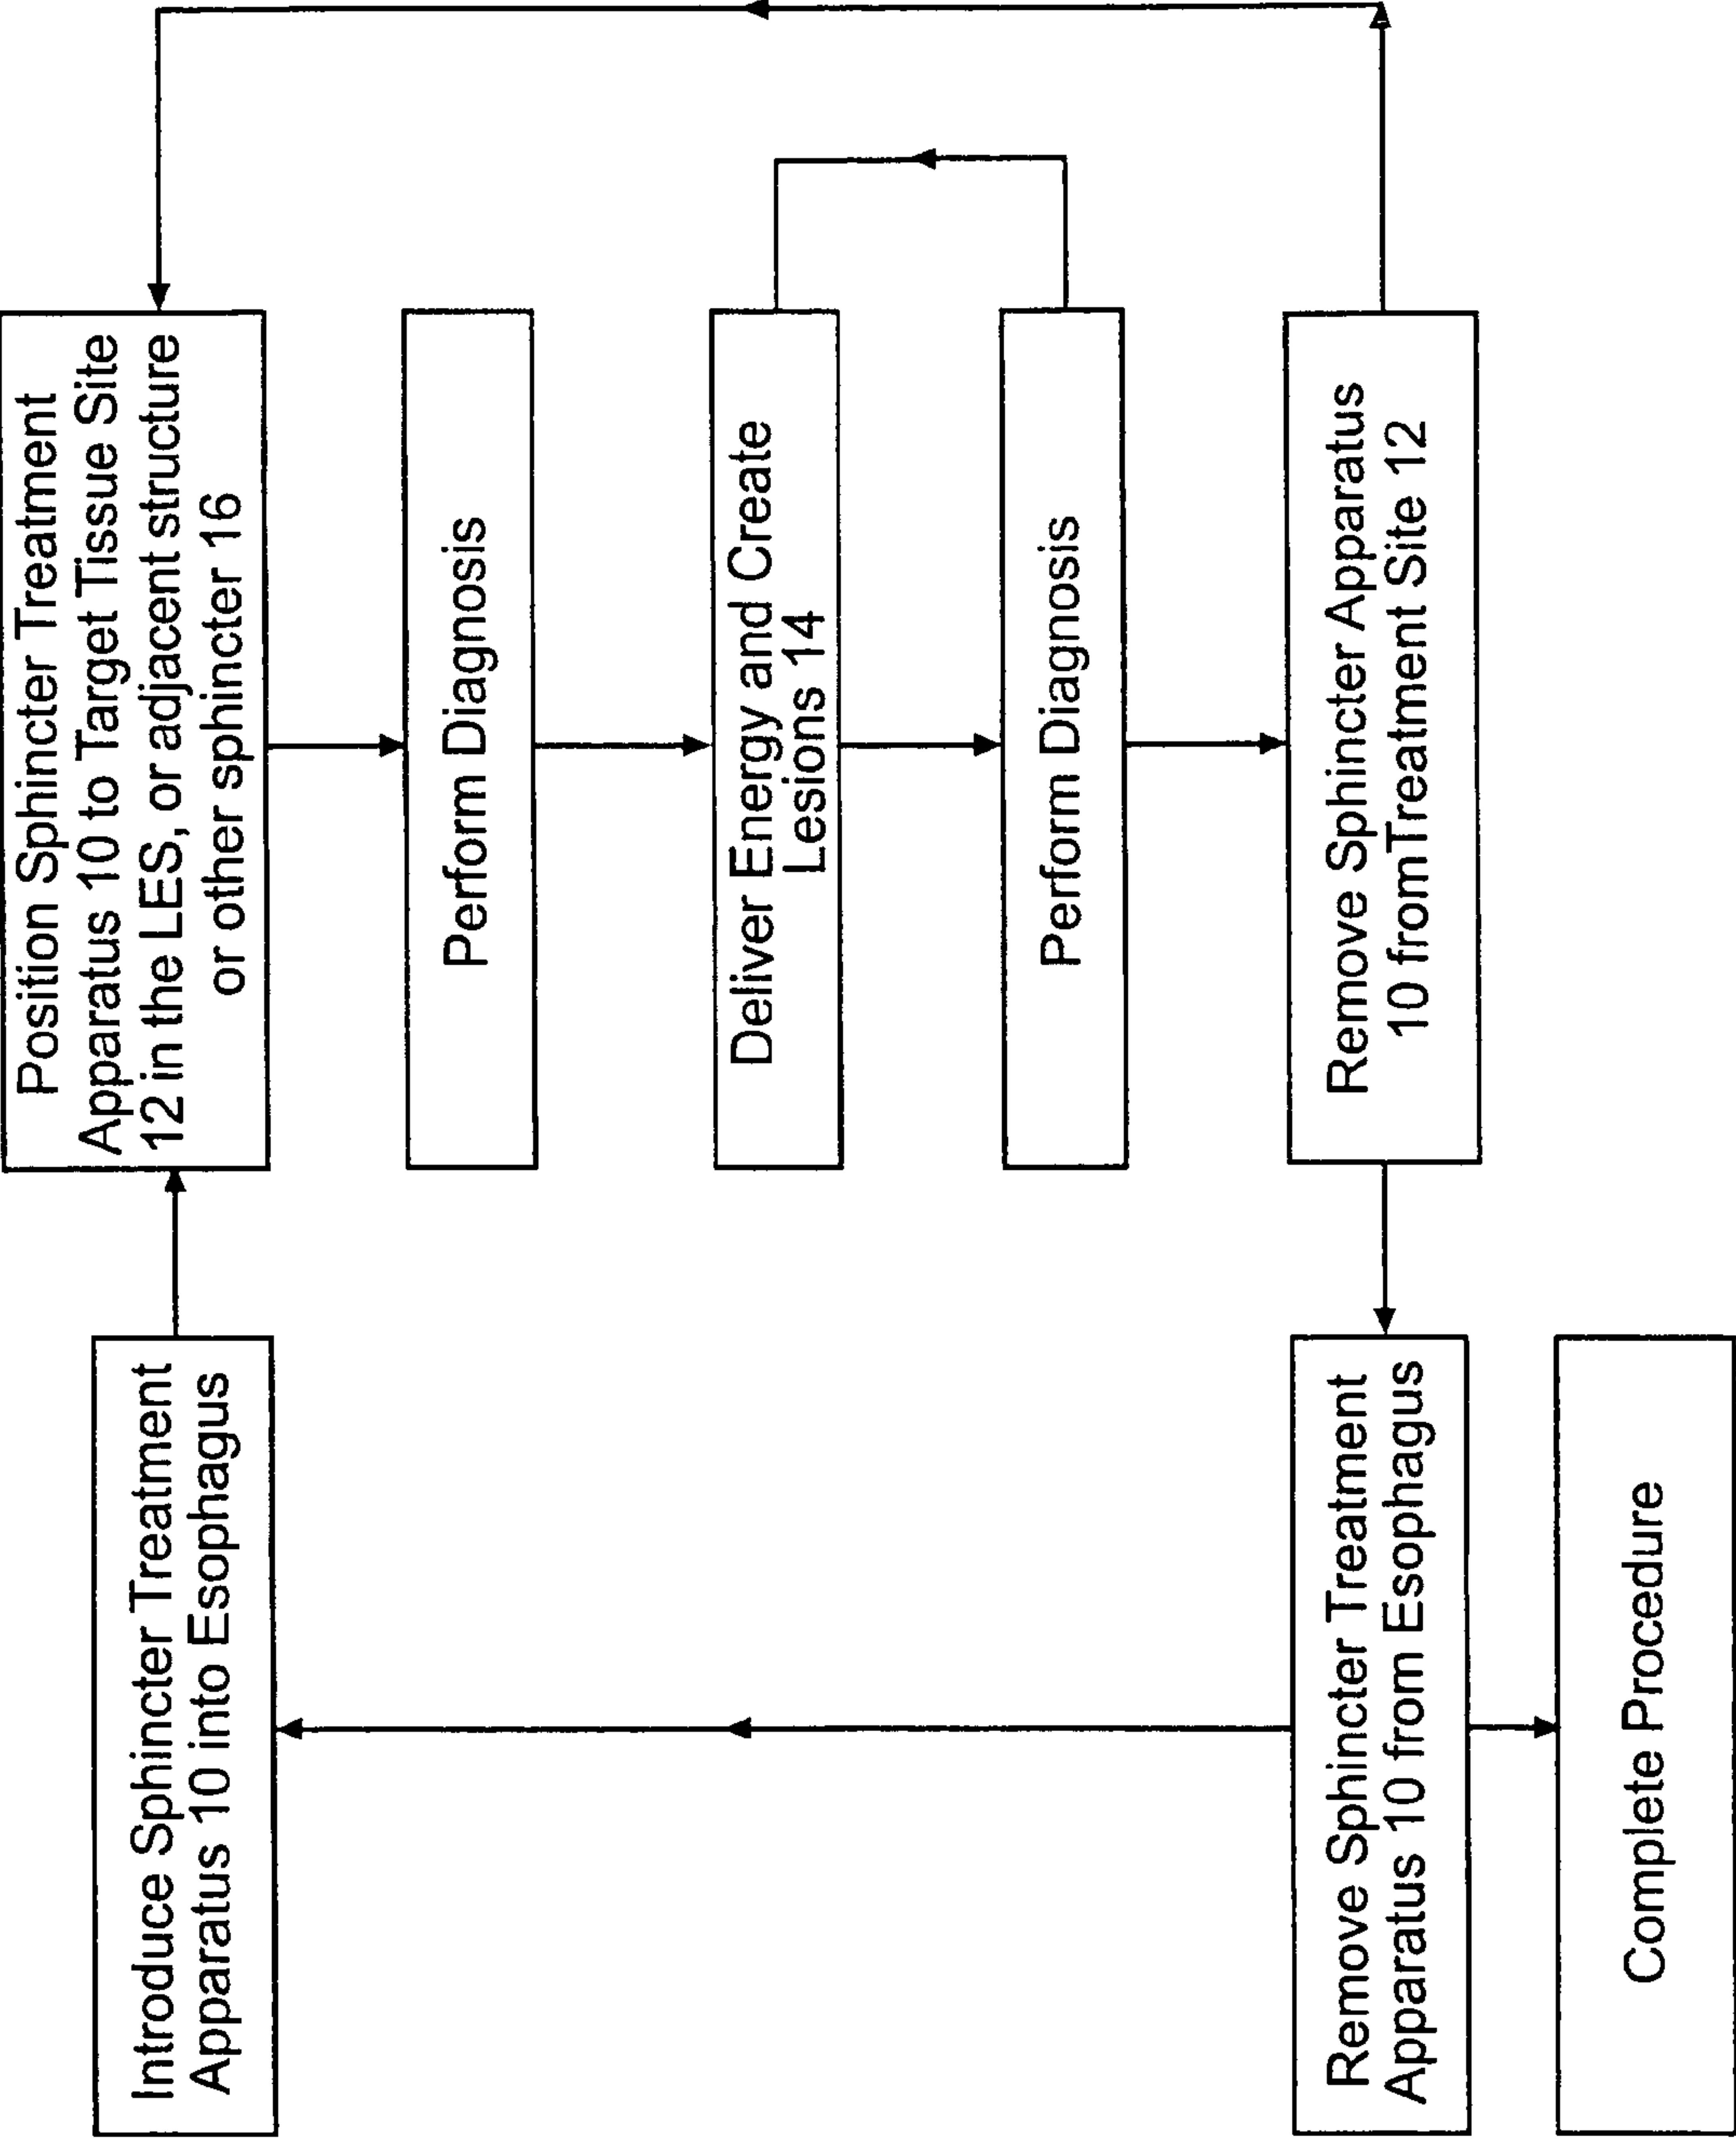 Introduce Sphincter Treatment
Apparatus 10 into Esophagus
Position Sphincter Treatment
Apparatus 10 to Target Tissue Site
12 in the LES, or adjacent structure
or other sphincter 16
Perform Diagnosis
Deliver Energy and Create
Lesions 14
Perform Diagnosis
Remove Sphincter Apparatus
10 from Treatment Site 12
Remove Sphincter Treatment
Apparatus 10 from Esophagus
Complete Procedure